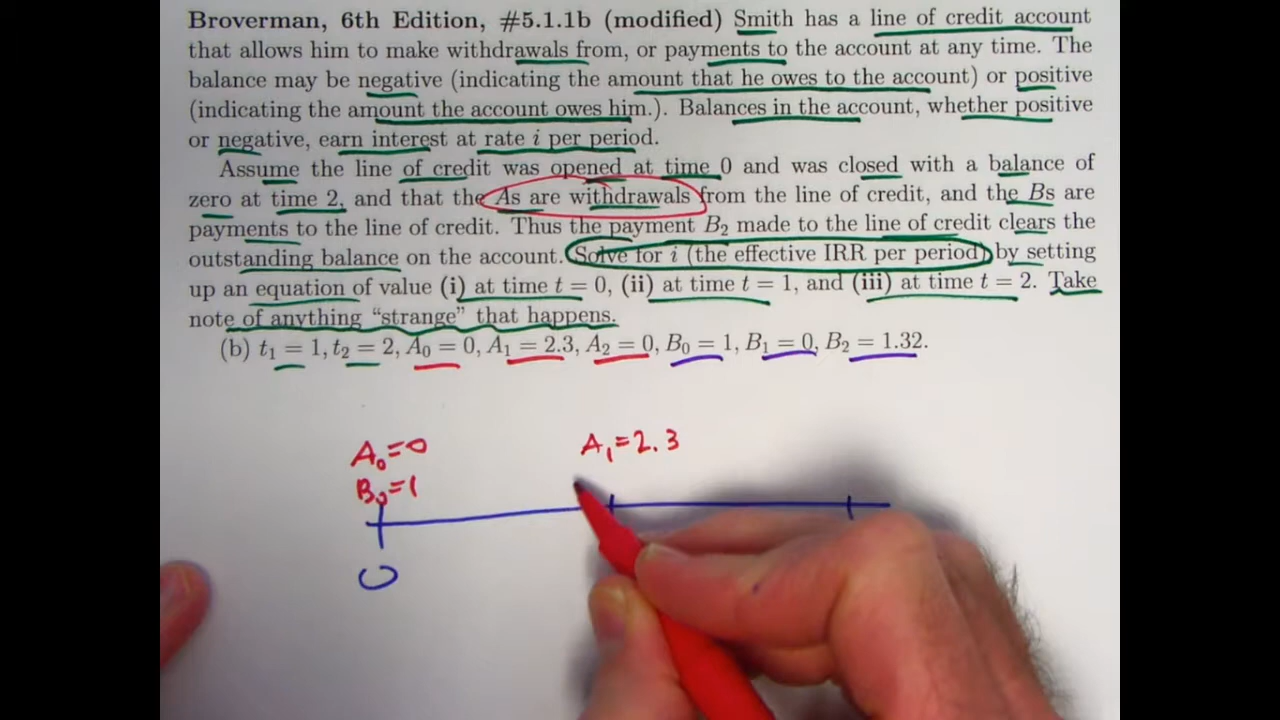 Broverman, 6th Edition, #5.1.1b (modified) Smith has a line of credit account
that allows him to make withdrawals from, or payments to the account at any time. The
balance may be negative (indicating the amount that he owes to the account) or positive
(indicating the amount the account owes him.). Balances in the account, whether positive
or negative, earn interest at rate i per period.
Assume the line of credit was opened at time 0 and was closed with a balance of
zero at time 2, and that the As are withdrawals from the line of credit, and the Bs are
payments to the line of credit. Thus the payment B₂ made to the line of credit clears the
outstanding balance on the account. Solve for i (the effective IRR per period) by setting
up an equation of value (i) at time t = 0, (ii) at time t = 1, and (iii) at time t = 2. Take
note of anything “strange” that happens.
(b) t₁ = 1, t₂ = 2, A₀ = 0, A₁ = 2.3, A₂ = 0, B₀ = 1, B₁ = 0, B₂ = 1.32.
A₀=0 A₁=2.3
B₀=1
0